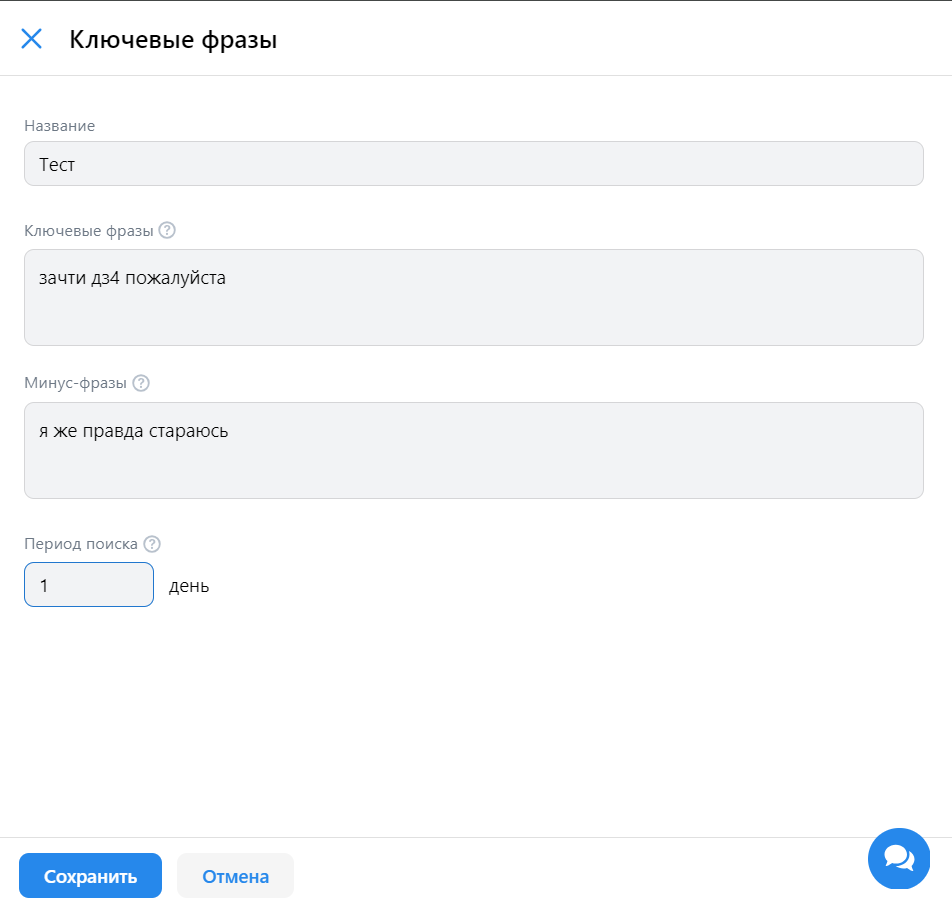 Ключевые фразы
Название
Тест
Ключевые фразы ?
зачти дз4 пожалуйста
Минус-фразы ?
я же правда стараюсь
Период поиска ?
1 день
Сохранить Отмена